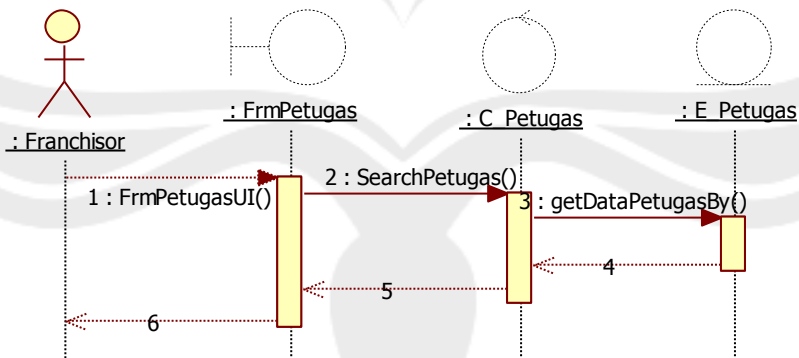 : Franchisor
: FrmPetugas
: C_Petugas
: E_Petugas
1 : FrmPetugasUI()
2 : SearchPetugas()
3 : getDataPetugasBy()
4
5
6